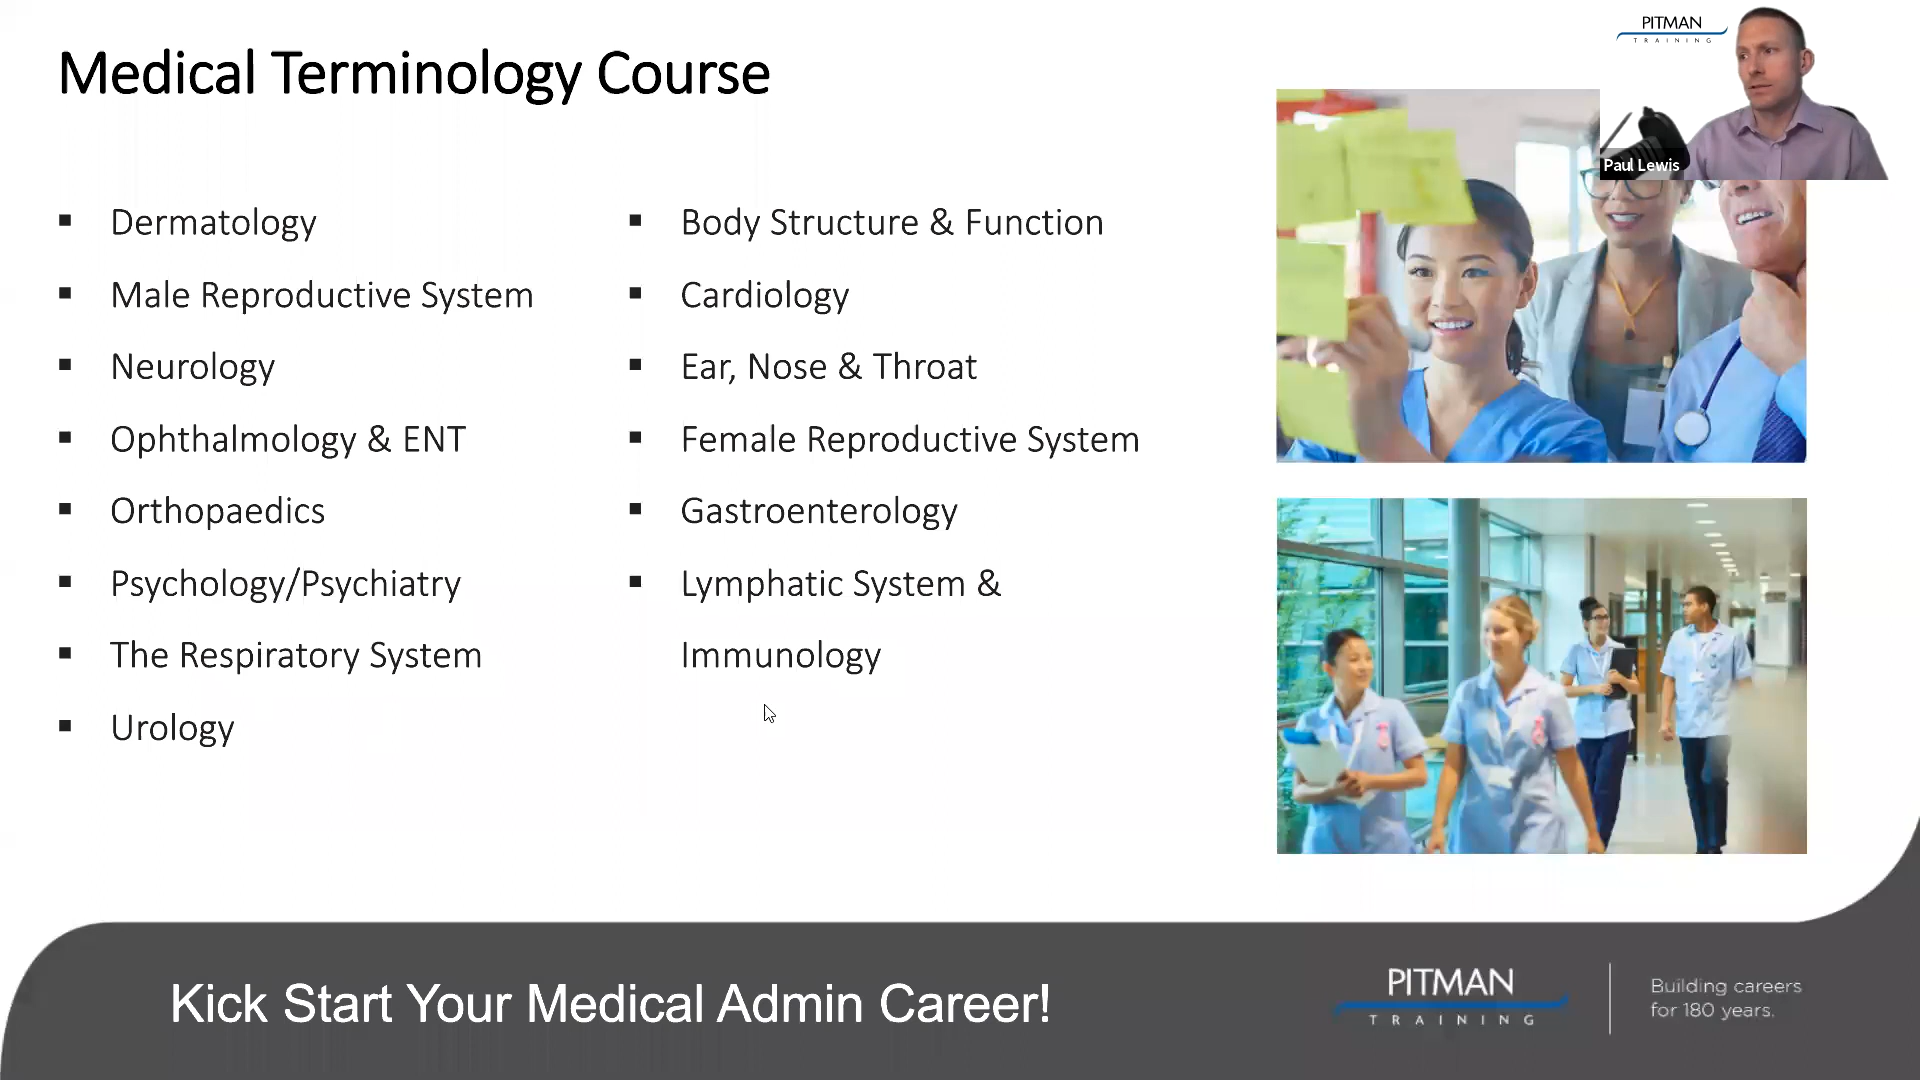 Medical Terminology Course
PITMAN
TRAINING
Paul Lewis
Dermatology
Male Reproductive System
Neurology
Ophthalmology & ENT
Orthopaedics
Psychology/Psychiatry
The Respiratory System
Urology
Body Structure & Function
Cardiology
Ear, Nose & Throat
Female Reproductive System
Gastroenterology
Lymphatic System &
Immunology
Kick Start Your Medical Admin Career!
PITMAN
TRAINING
Building careers
for 180 years.